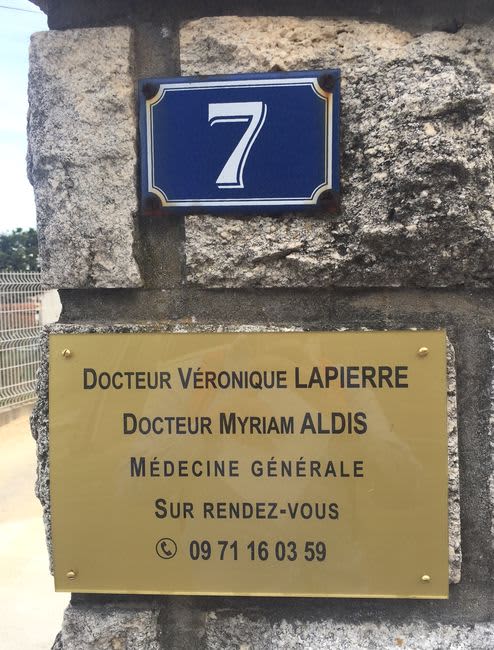 7
DOCTEUR VÉRONIQUE LAPIERRE
DOCTEUR MYRIAM ALDIS
MÉDECINE GÉNÉRALE
SUR RENDEZ-VOUS
09 71 16 03 59